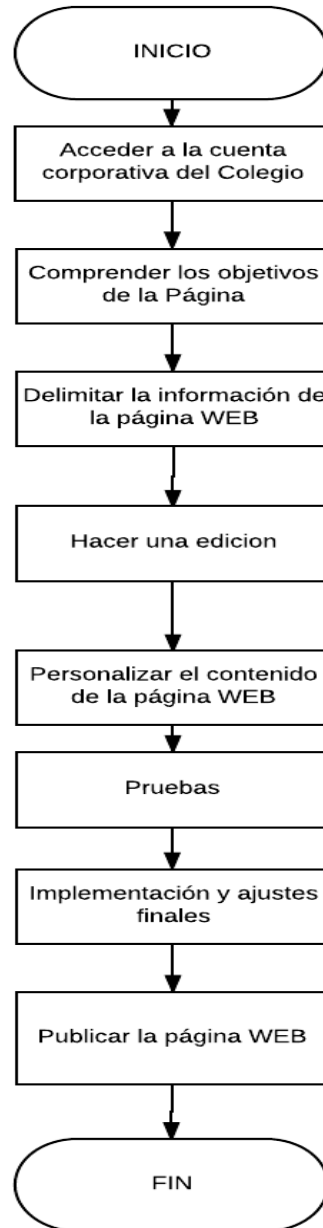 INICIO
Acceder a la cuenta
corporativa del Colegio
Comprender los objetivos
de la Página
Delimitar la información de
la página WEB
Hacer una edicion
Personalizar el contenido
de la página WEB
Pruebas
Implementación y ajustes
finales
Publicar la página WEB
FIN